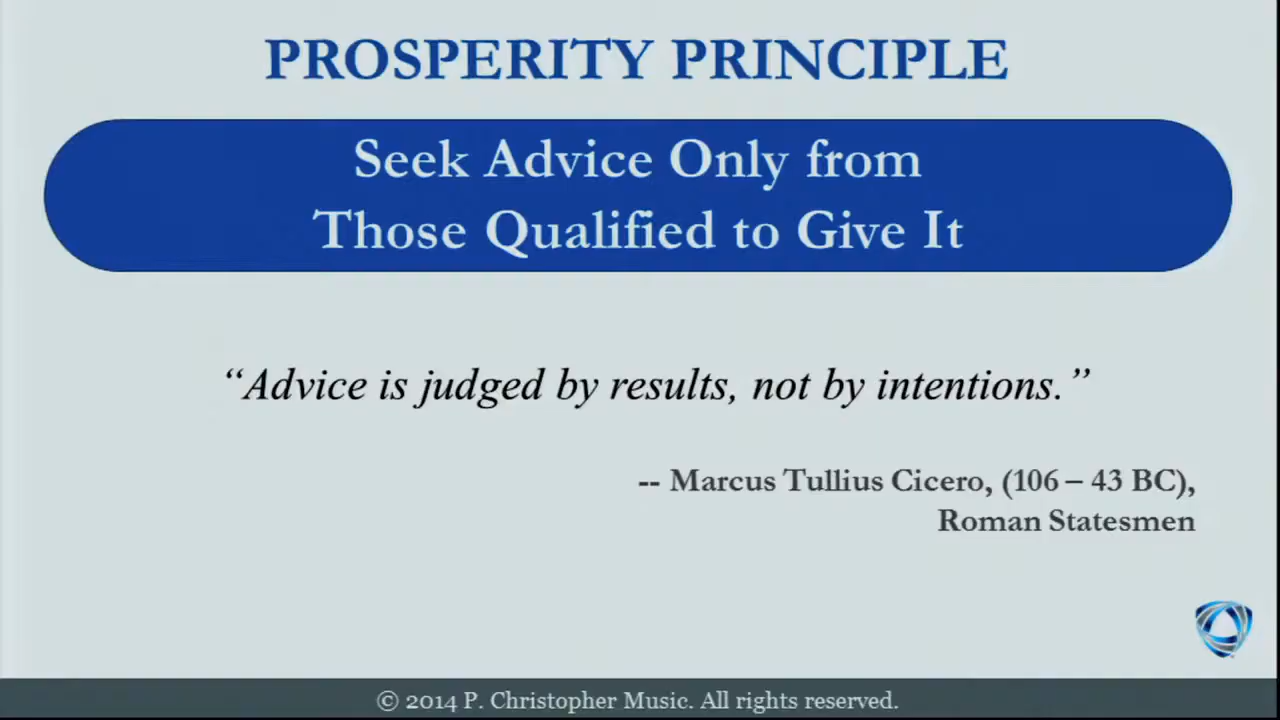 PROSPERITY PRINCIPLE
Seek Advice Only from
Those Qualified to Give It
“Advice is judged by results, not by intentions.”
-- Marcus Tullius Cicero, (106 – 43 BC),
Roman Statesmen
© 2014 P. Christopher Music. All rights reserved.